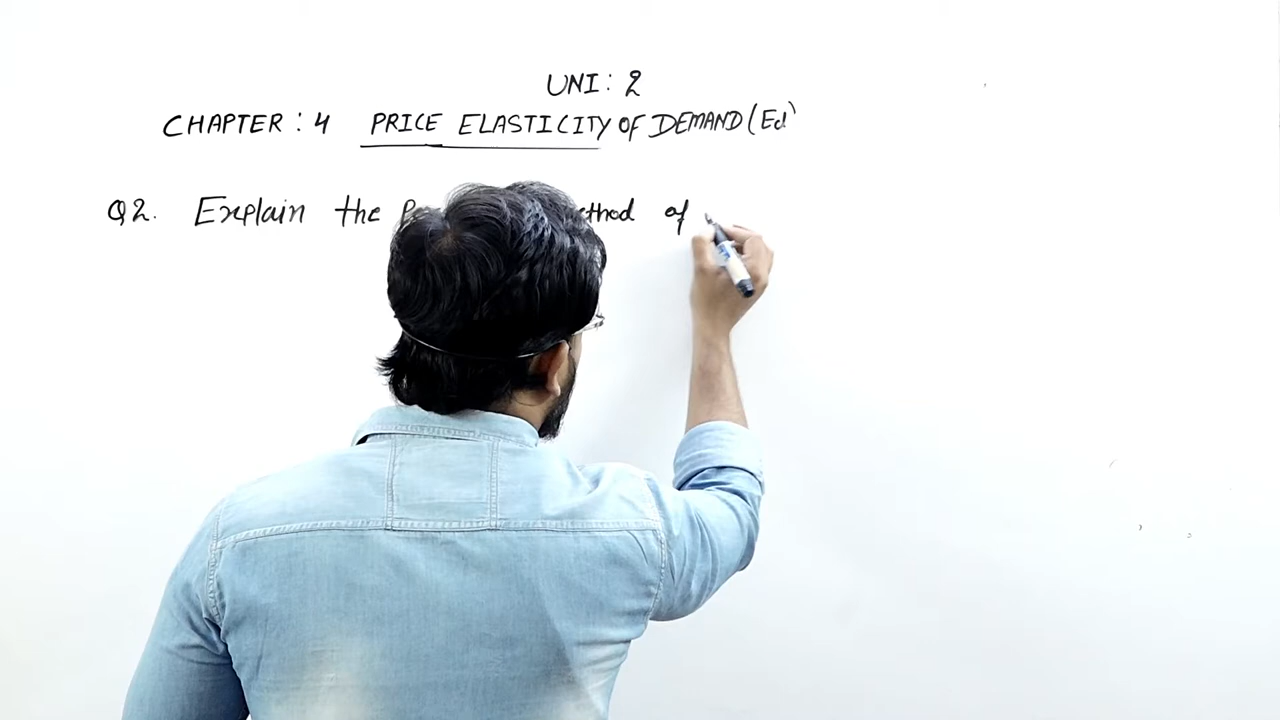 UNI: 2
CHAPTER: 4 PRICE ELASTICITY OF DEMAND (Ed)
Q2. Explain the of